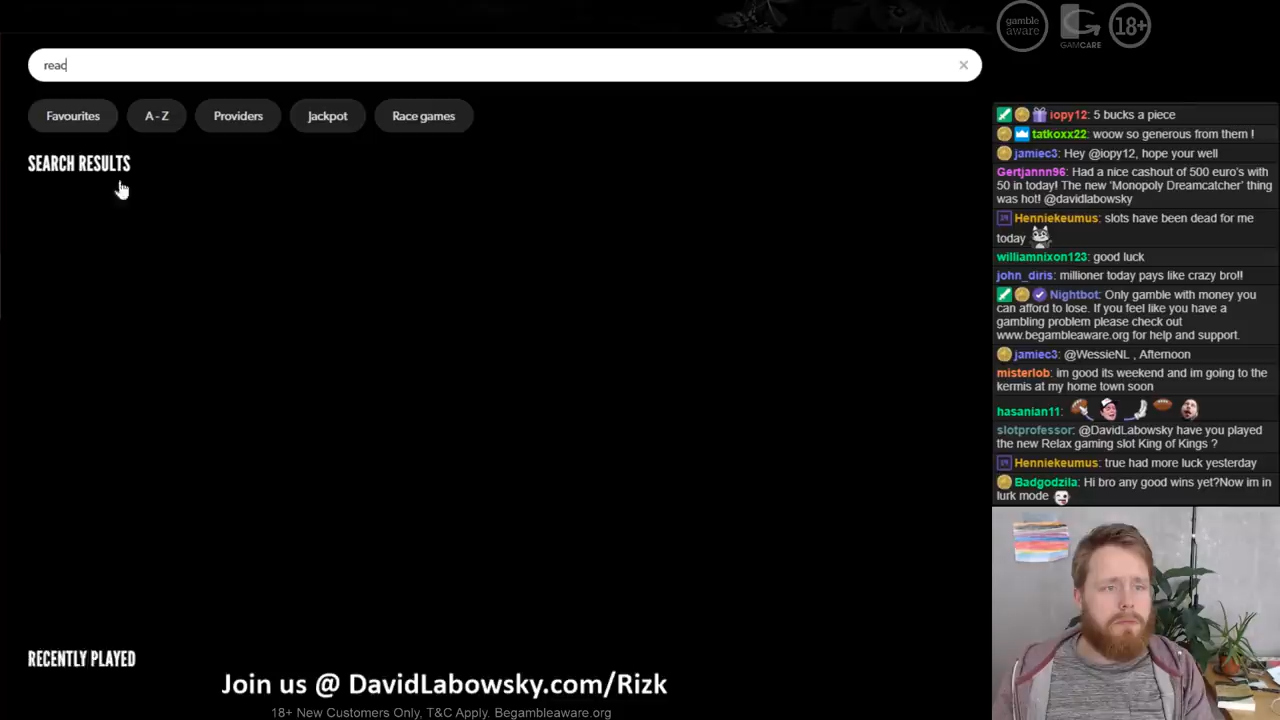 gamble aware
GAMCARE
18+
reac
Favourites
A - Z
Providers
Jackpot
Race games
SEARCH RESULTS
iopy12: 5 bucks a piece
tatkoxx22: woow so generous from them !
jamiec3: Hey @iopy12, hope your well
Gertjannn96: Had a nice cashout of 500 euro's with
50 in today! The new 'Monopoly Dreamcatcher' thing
was hot! @davidlabowsky
Henniekeumus: slots have been dead for me
today
williamnixon123: good luck
john_diris: millioner today pays like crazy bro!!
Nightbot: Only gamble with money you
can afford to lose. If you feel like you have a
gambling problem please check out
www.begambleaware.org for help and support.
jamiec3: @WessieNL , Afternoon
misterlob: im good its weekend and im going to the
kermis at my home town soon
hasanian11:
slotprofessor: @DavidLabowsky have you played
the new Relax gaming slot King of Kings ?
Henniekeumus: true had more luck yesterday
Badgodzila: Hi bro any good wins yet?Now im in
lurk mode
RECENTLY PLAYED
Join us @ DavidLabowsky.com/Rizk
18+ New Customers Only, T&C Apply. Begambleaware.org